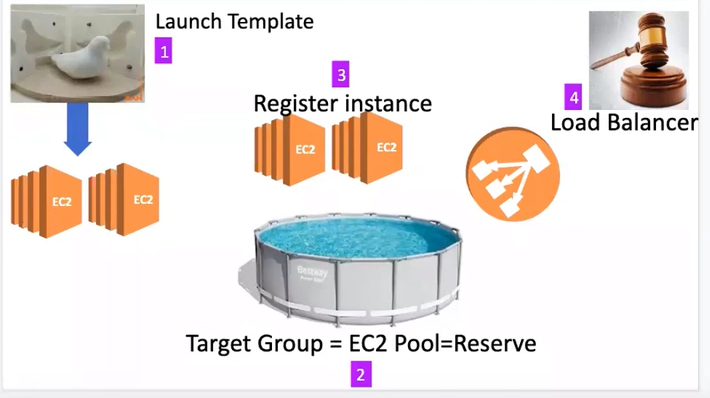 Launch Template
1
3
Register instance
4
Load Balancer
EC2
EC2
EC2
EC2
Bestway
Target Group = EC2 Pool=Reserve
2